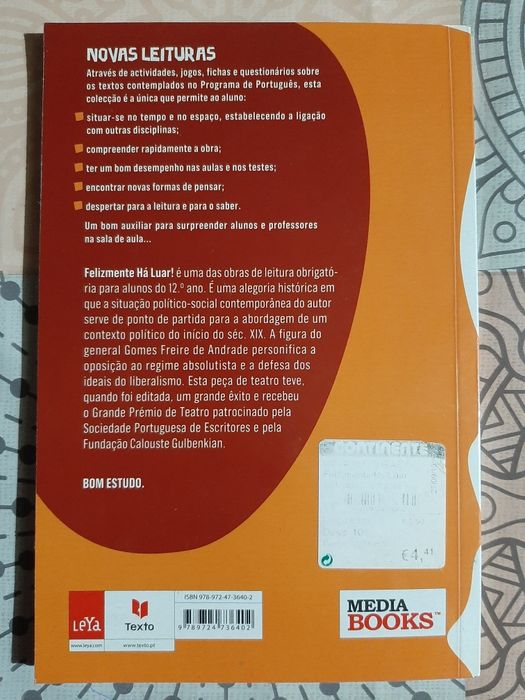 NOVAS LEITURAS
Através de actividades, jogos, fichas e questionários sobre
os textos contemplados no Programa de Português, esta
colecção é a única que permite ao aluno:
situar-se no tempo e no espaço, estabelecendo a ligação
com outras disciplinas;
compreender rapidamente a obra;
ter um bom desempenho nas aulas e nos testes;
encontrar novas formas de pensar;
despertar para a leitura e para o saber.
Um bom auxiliar para surpreender alunos e professores
na sala de aula...
Felizmente Há Luar! é uma das obras de leitura obrigató-
ria para alunos do 12.º ano. É uma alegoria histórica em
que a situação político-social contemporânea do autor
serve de ponto de partida para a abordagem de um
contexto político do início do séc. XIX. A figura do
general Gomes Freire de Andrade personifica a
oposição ao regime absolutista e a defesa dos
ideais do liberalismo. Esta peça de teatro teve,
quando foi editada, um grande êxito e recebeu
o Grande Prémio de Teatro patrocinado pela
Sociedade Portuguesa de Escritores e pela
Fundação Calouste Gulbenkian.
BOM ESTUDO.
CONTINENTE
€4,41
ISBN 978-972-47-3640-2
9 789724 736402
LEYA
www.leya.com
Texto
www.texto.pt
MEDIA
BOOKS™